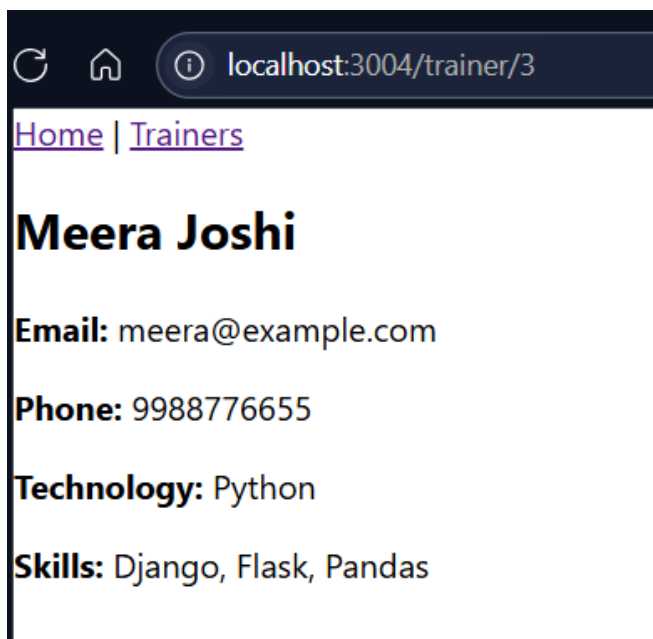 localhost:3004/trainer/3
Home | Trainers
Meera Joshi
Email: meera@example.com
Phone: 9988776655
Technology: Python
Skills: Django, Flask, Pandas